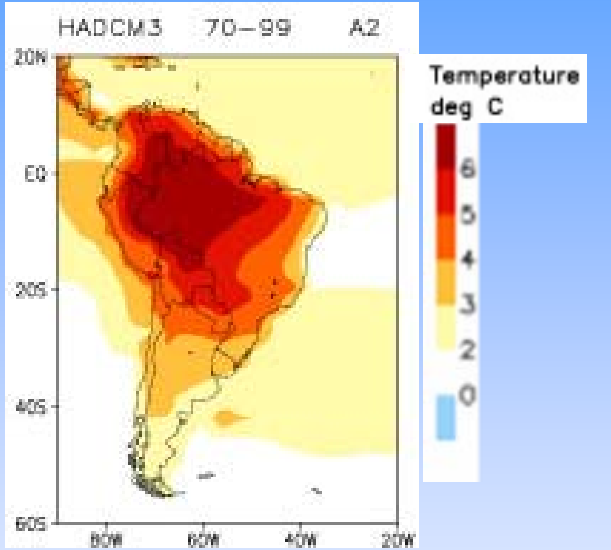 HADCM3 70-99 A2
20N
EQ
20S
40S
60S
80W 60W 40W 20W
Temperature
deg C
6
5
4
3
2
0